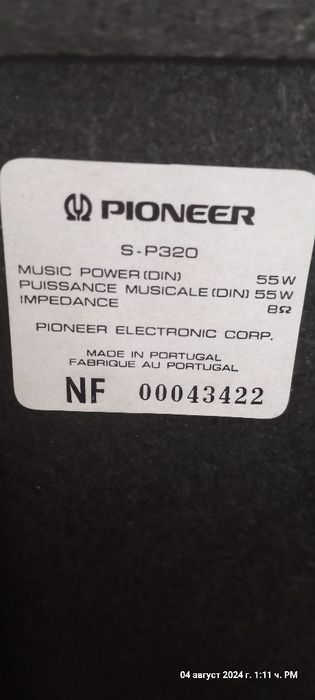 PIONEER
S-P320
MUSIC POWER(DIN) 55W
PUISSANCE MUSICALE(DIN) 55W
IMPEDANCE 8Ω
PIONEER ELECTRONIC CORP.
MADE IN PORTUGAL
FABRIQUE AU PORTUGAL
NF 00043422
04 август 2024 г. 1:11 ч. PM